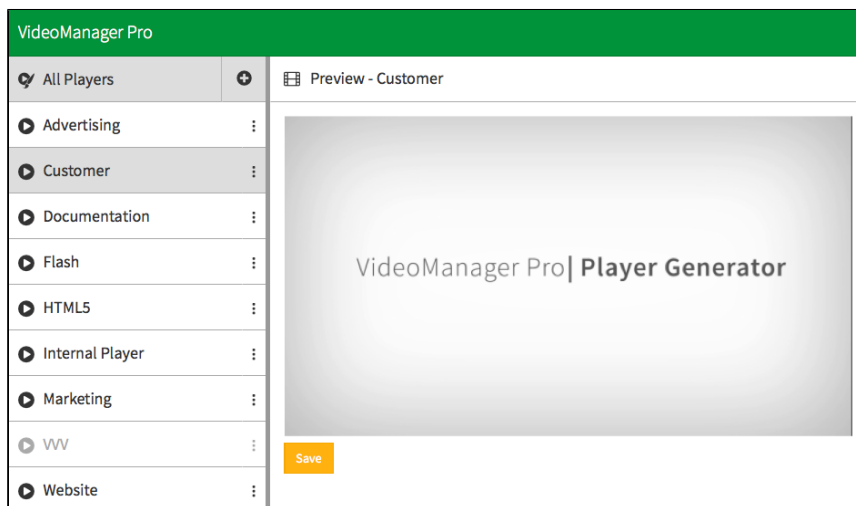 VideoManager Pro
All Players
Preview - Customer
Advertising
Customer
Documentation
Flash
HTML5
Internal Player
Marketing
VVV
Website
VideoManager Pro| Player Generator
Save